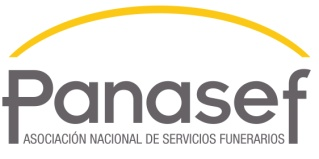 Panasef
ASOCIACIÓN NACIONAL DE SERVICIOS FUNERARIOS